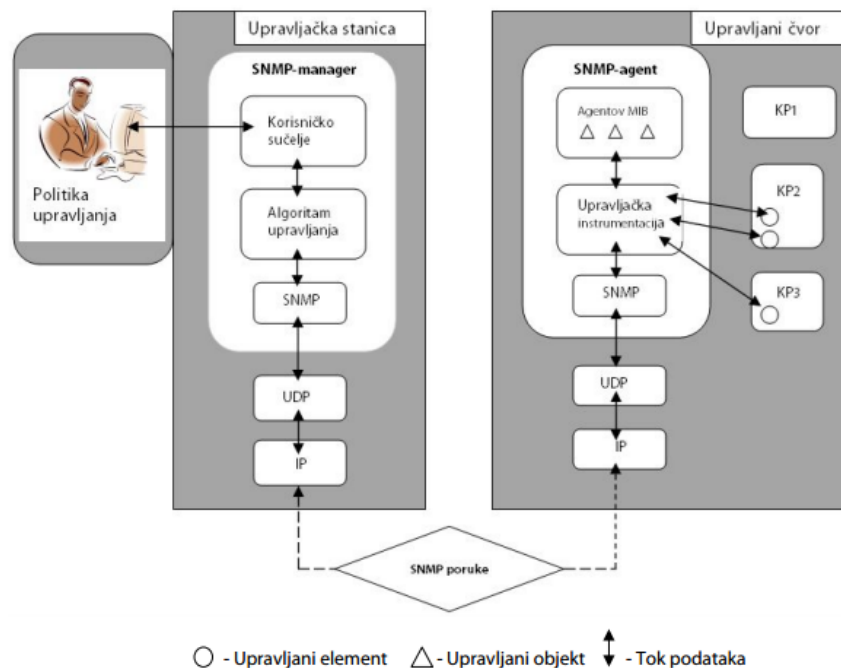 Upravljačka stanica
SNMP-manager
Korisničko
sučelje
Algoritam
upravljanja
SNMP
UDP
IP
Politika
upravljanja
Upravljani čvor
SNMP-agent
Agentov MIB
Upravljačka
instrumentacija
SNMP
UDP
IP
KP1
KP2
KP3
SNMP poruke
- Upravljani element
- Upravljani objekt
- Tok podataka